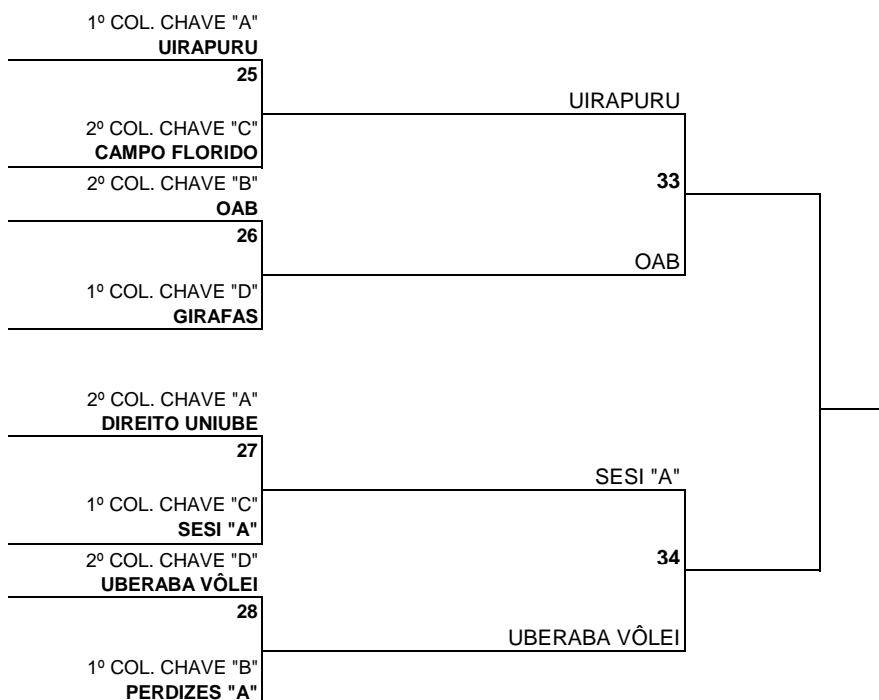 1º COL. CHAVE "A"
UIRAPURU
25
UIRAPURU
2º COL. CHAVE "C"
CAMPO FLORIDO
2º COL. CHAVE "B"
33
OAB
26
OAB
1º COL. CHAVE "D"
GIRAFAS
2º COL. CHAVE "A"
DIREITO UNIUBE
27
SESI "A"
1º COL. CHAVE "C"
SESI "A"
2º COL. CHAVE "D"
34
UBERABA VÔLEI
28
UBERABA VÔLEI
1º COL. CHAVE "B"
PERDIZES "A"